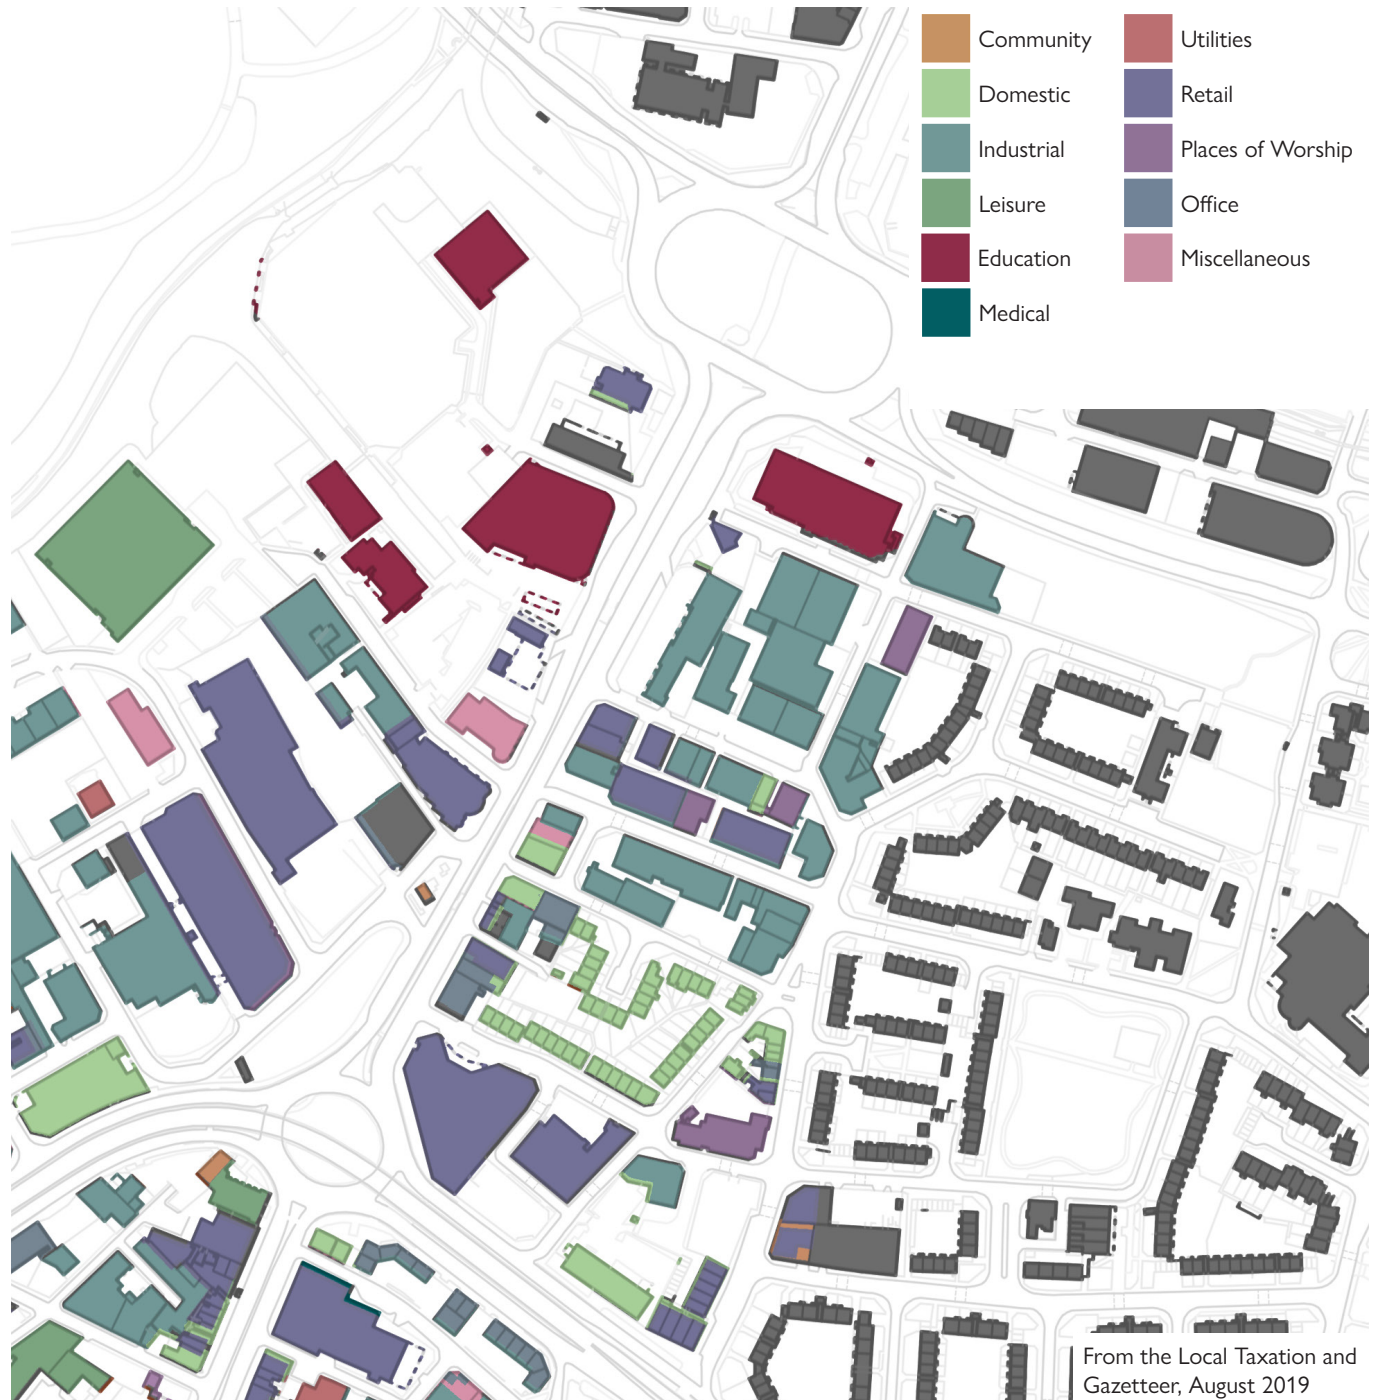 Community
Domestic
Industrial
Leisure
Education
Medical
Utilities
Retail
Places of Worship
Office
Miscellaneous
From the Local Taxation and
Gazetteer, August 2019